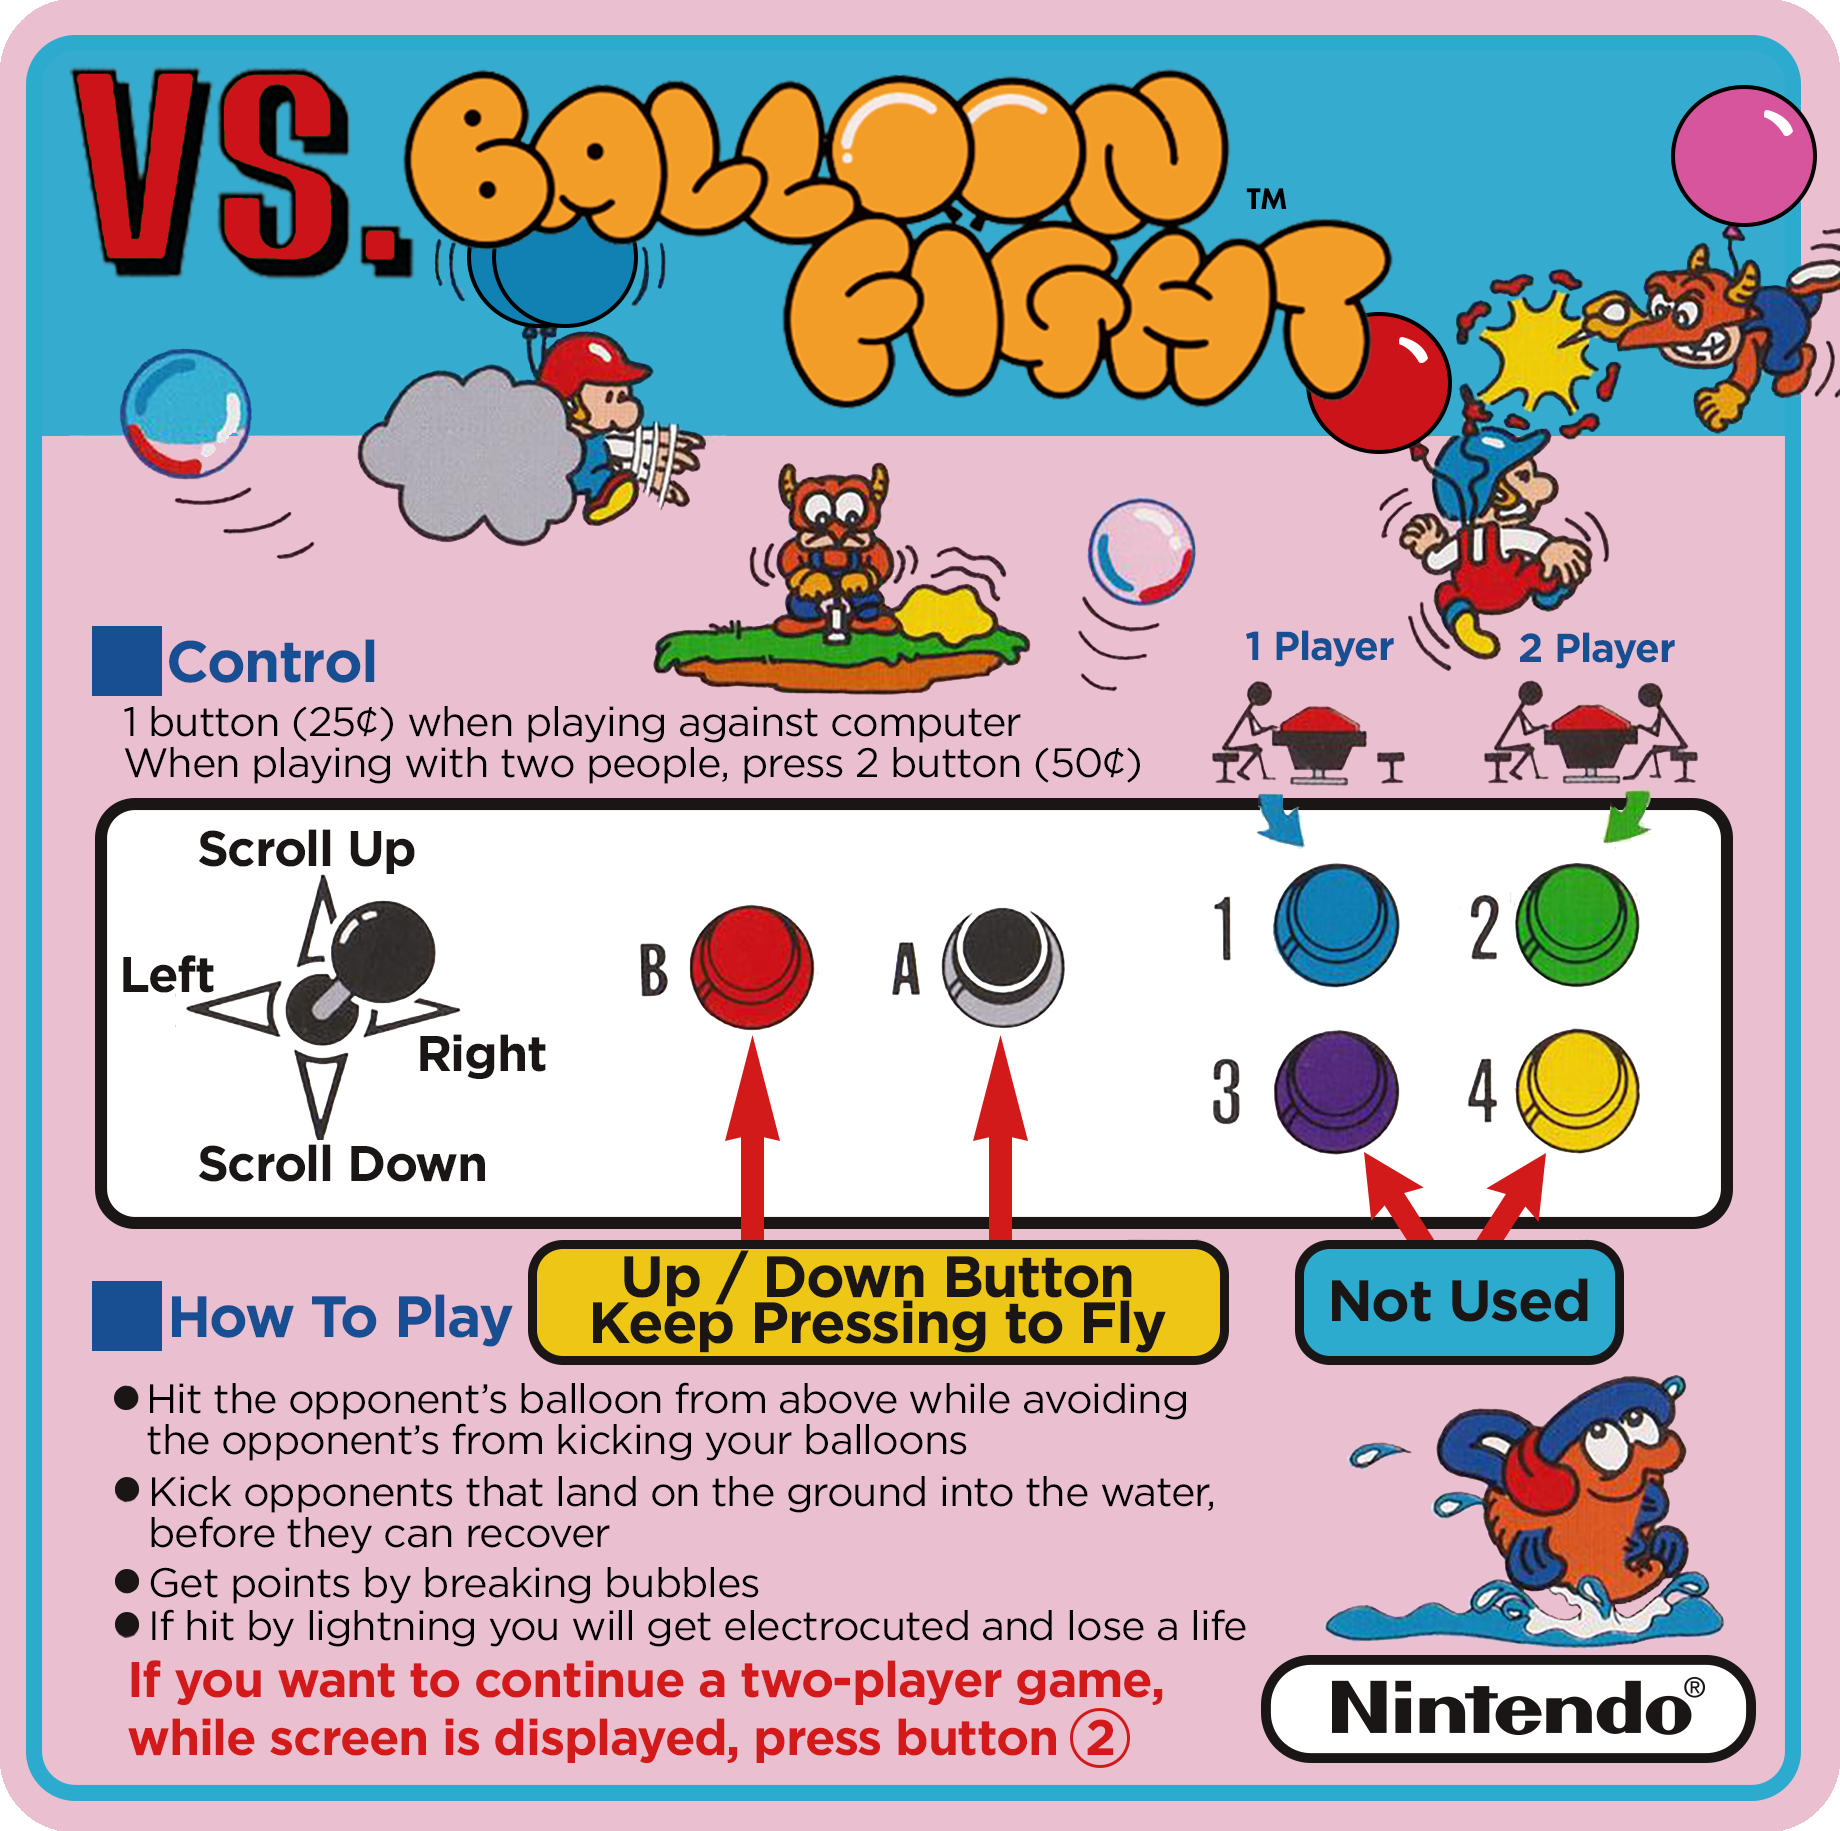 VS. BALLOON
FIGHT ™
Control
1 button (25¢) when playing against computer
When playing with two people, press 2 button (50¢)
1 Player
2 Player
Scroll Up
Left
Right
Scroll Down
B
A
1
2
3
4
Up / Down Button
Keep Pressing to Fly
Not Used
How To Play
● Hit the opponent's balloon from above while avoiding
the opponent's from kicking your balloons
● Kick opponents that land on the ground into the water,
before they can recover
● Get points by breaking bubbles
● If hit by lightning you will get electrocuted and lose a life
If you want to continue a two-player game,
while screen is displayed, press button ②
Nintendo®